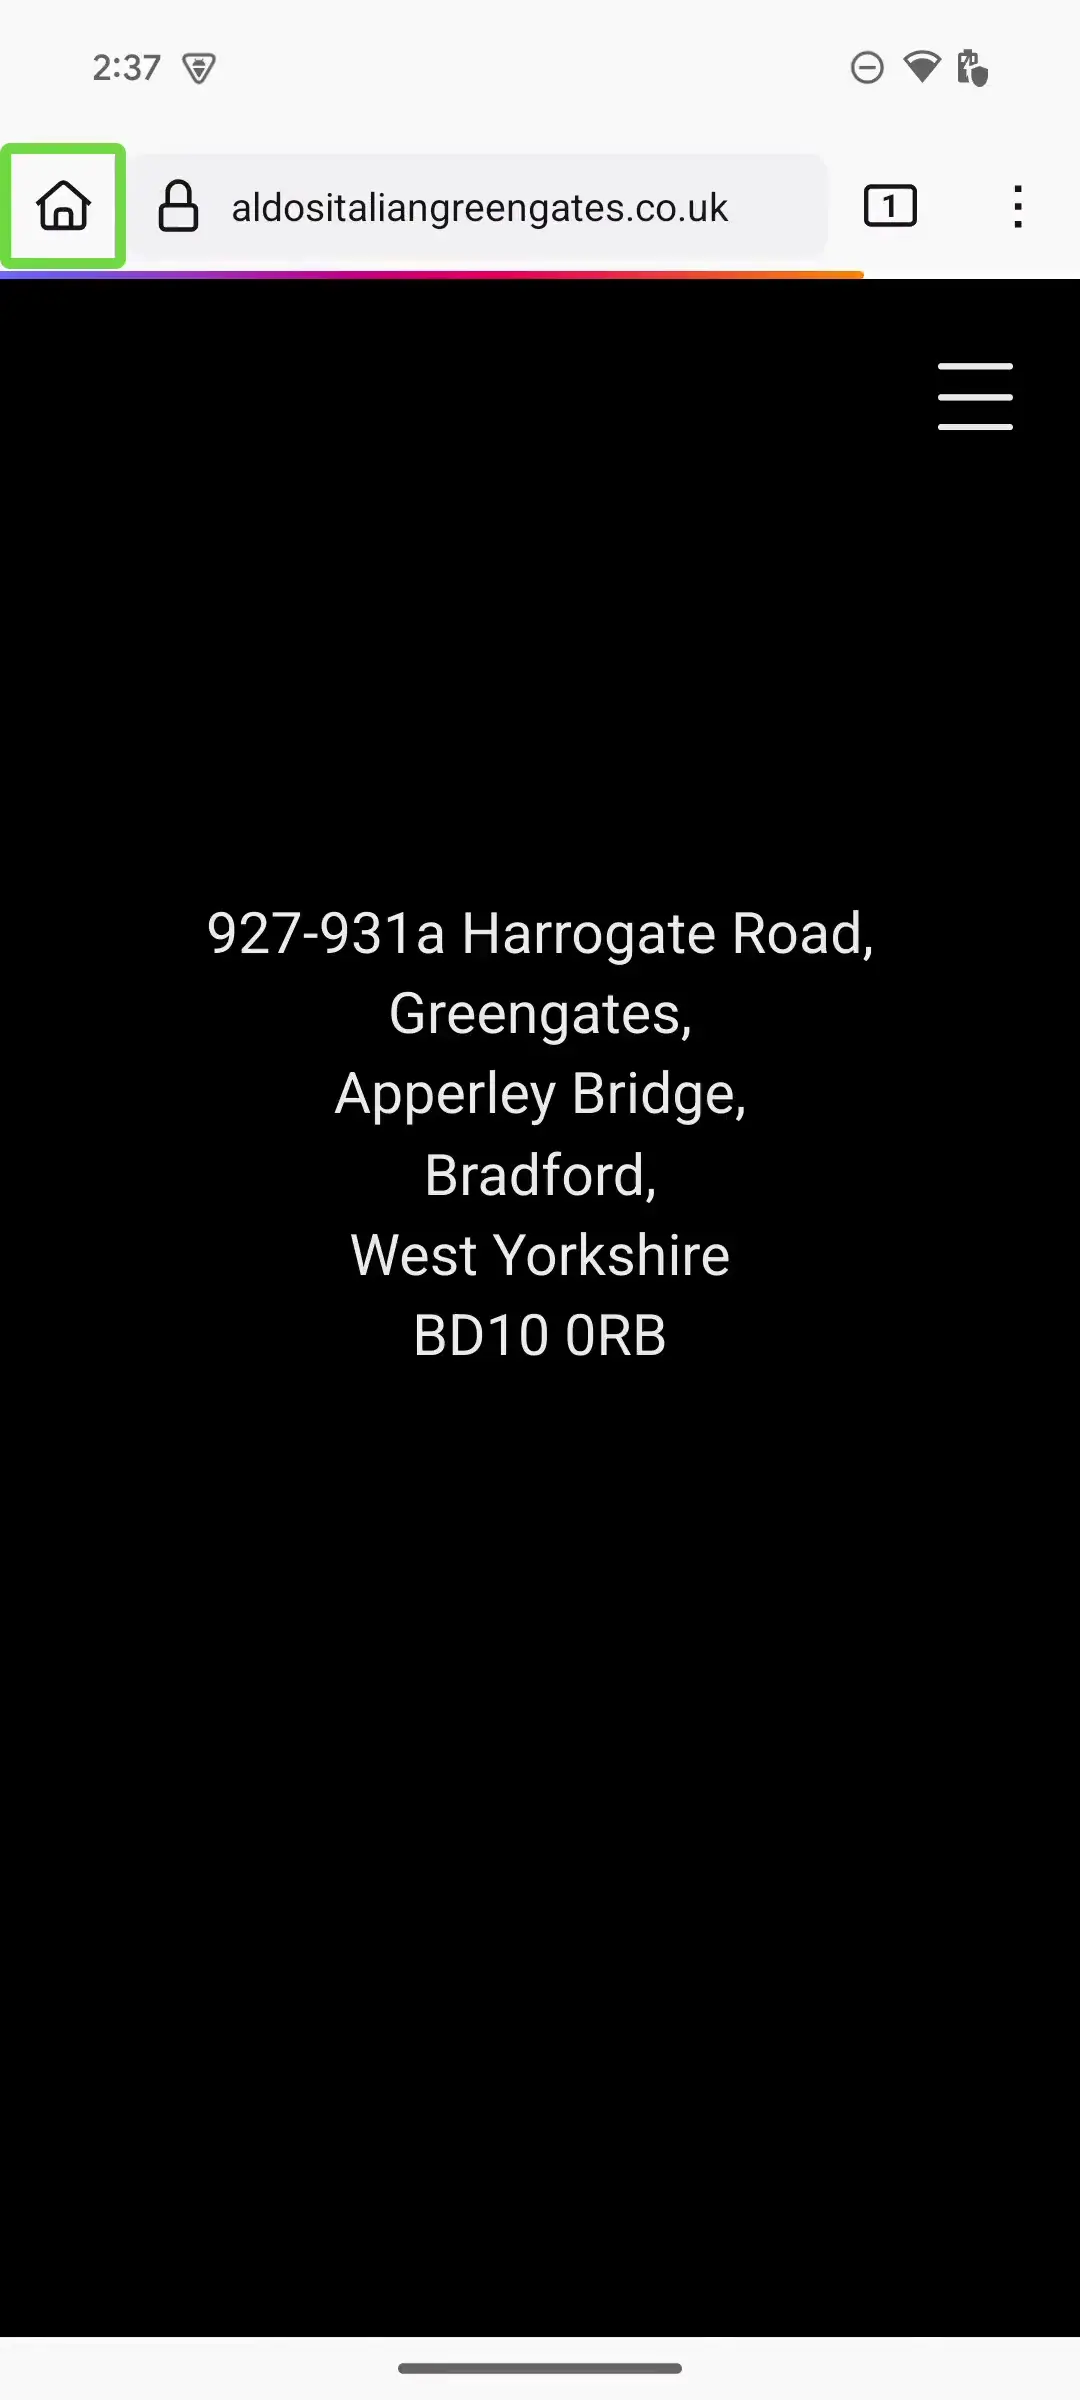 2:37
aldositaliangreengates.co.uk
1
927-931a Harrogate Road,
Greengates,
Apperley Bridge,
Bradford,
West Yorkshire
BD10 0RB